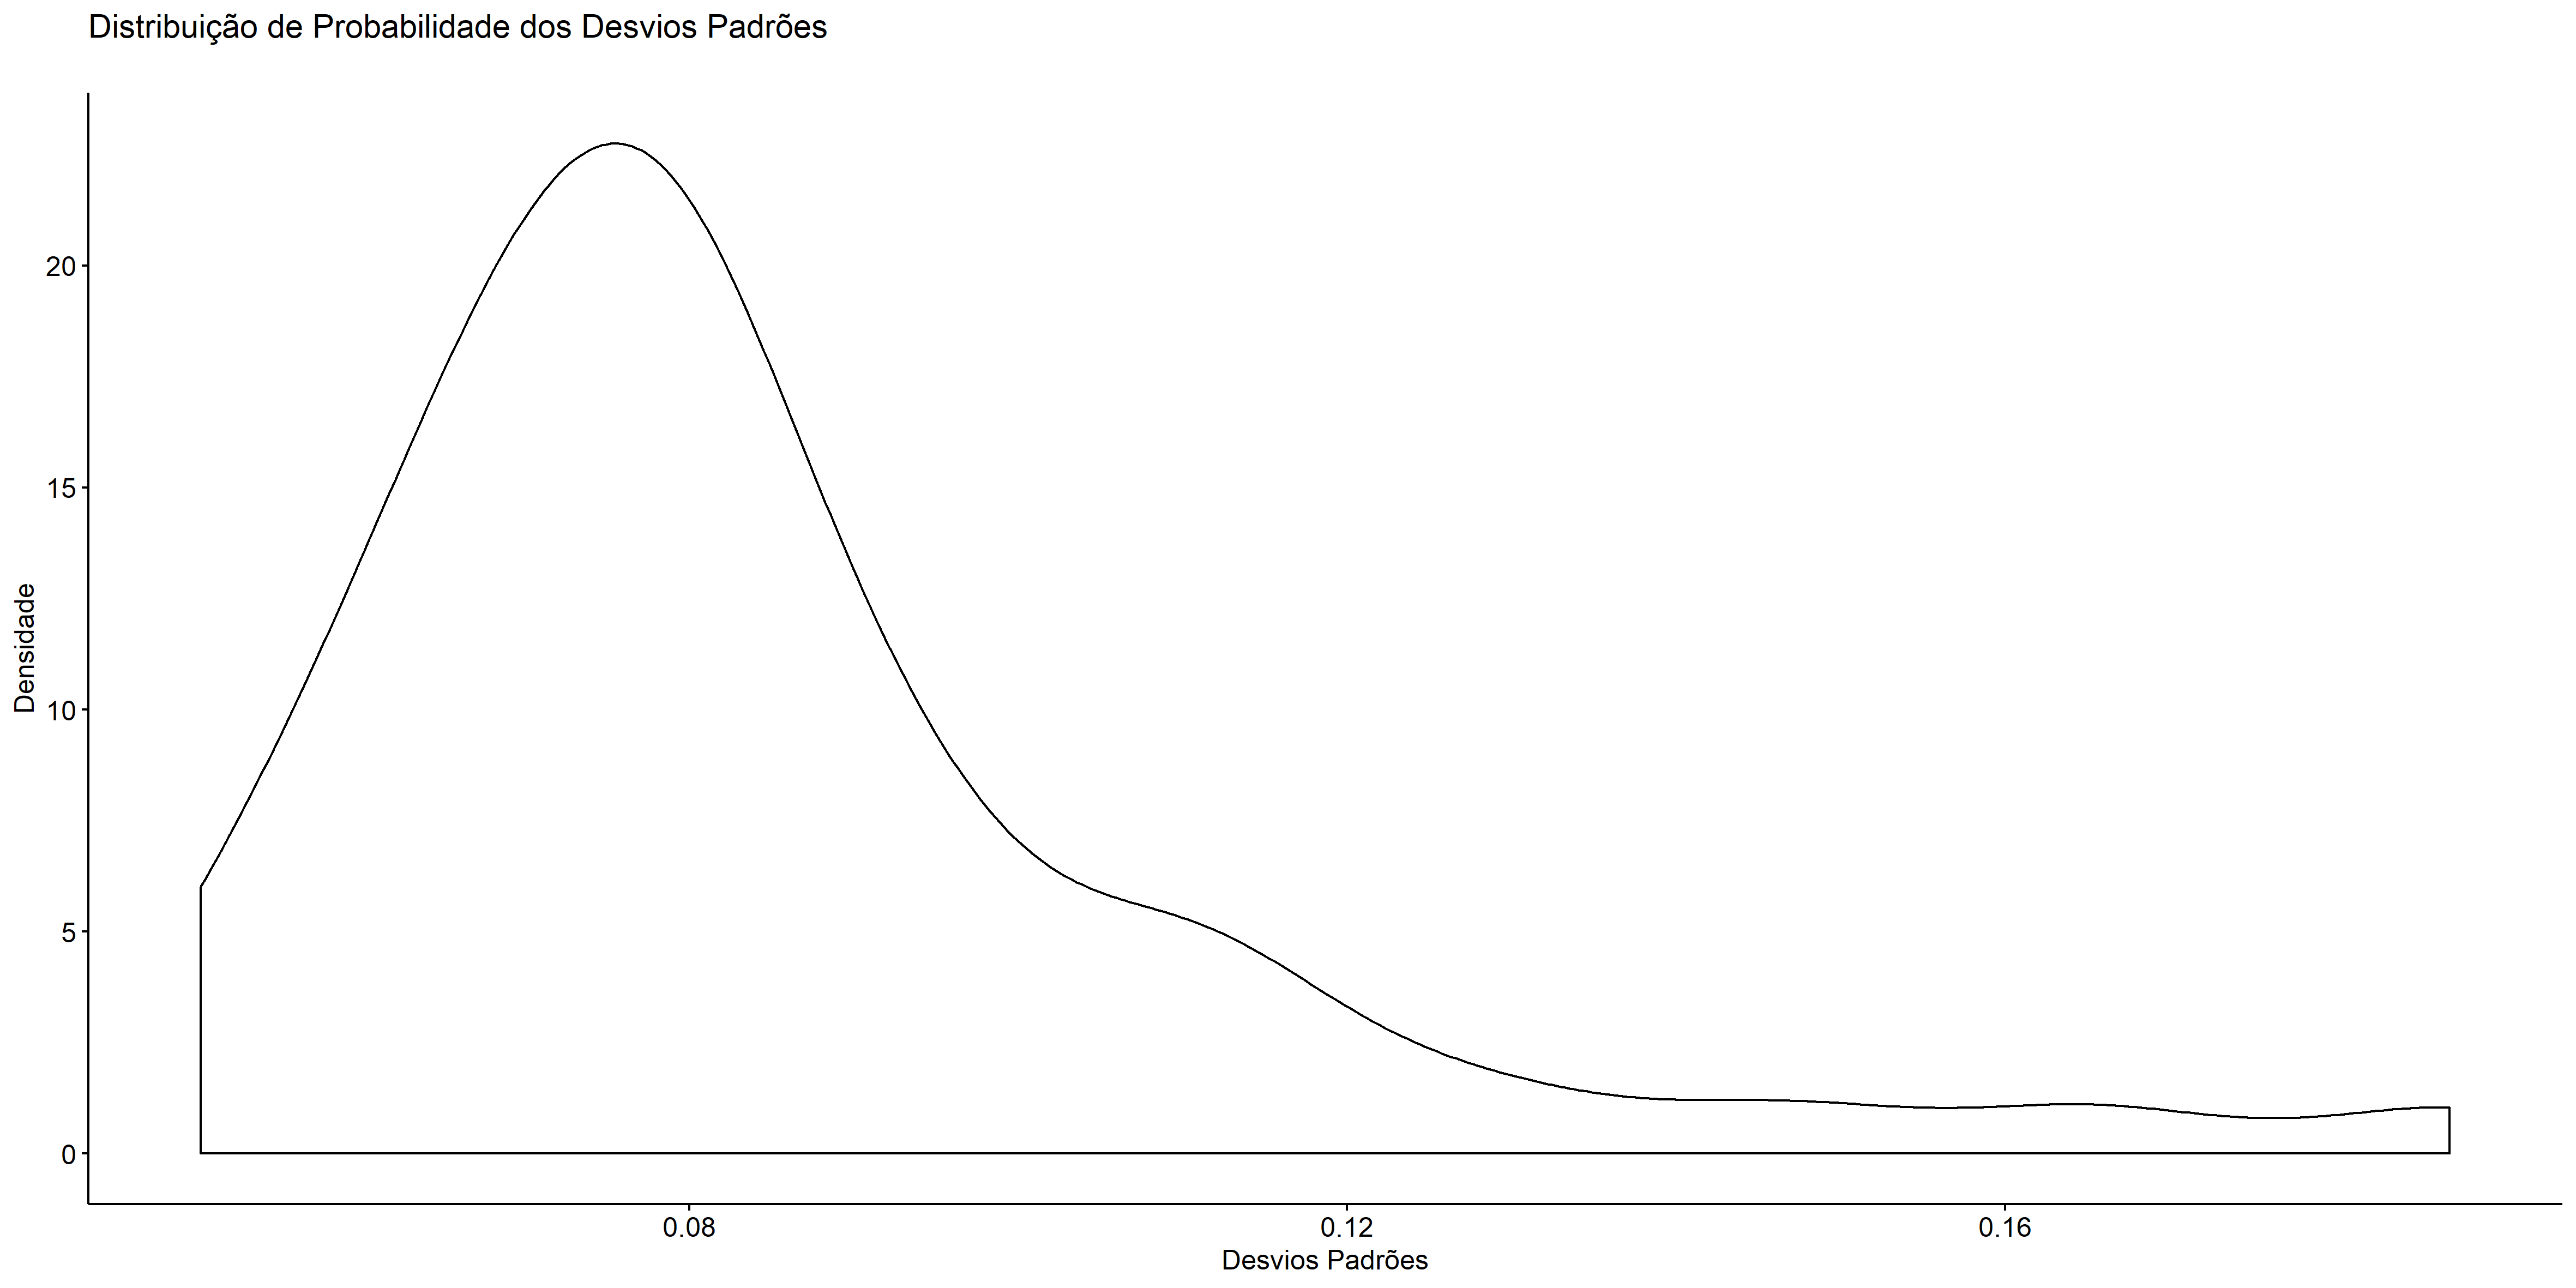 Distribuição de Probabilidade dos Desvios Padrões
20
15
10
5
0
Densidade
0.08
0.12
0.16
Desvios Padrões